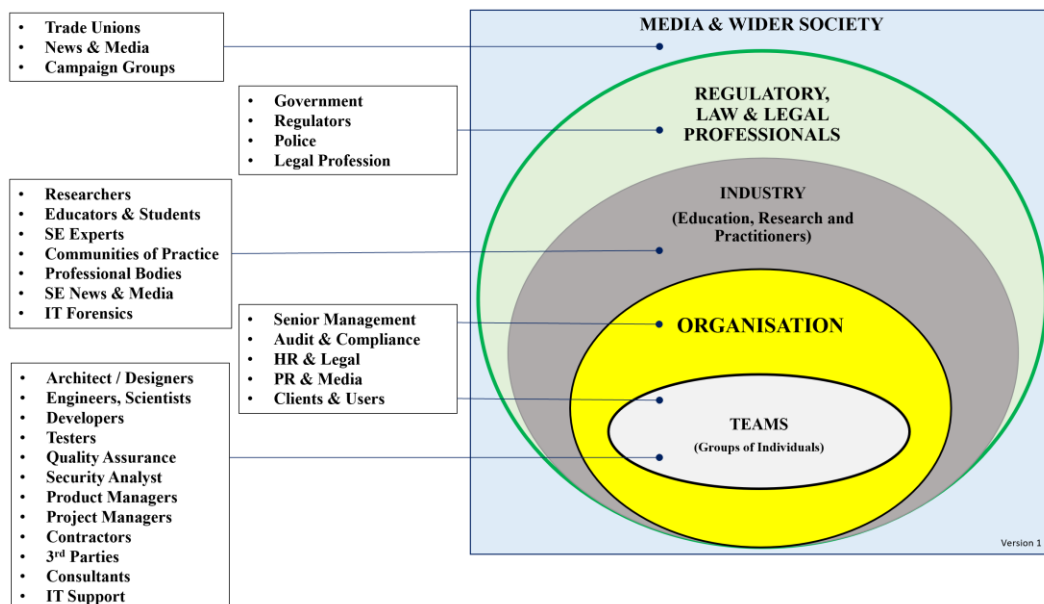 • Trade Unions
• News & Media
• Campaign Groups
• Government
• Regulators
• Police
• Legal Profession
• Researchers
• Educators & Students
• SE Experts
• Communities of Practice
• Professional Bodies
• SE News & Media
• IT Forensics
• Senior Management
• Audit & Compliance
• HR & Legal
• PR & Media
• Clients & Users
• Architect / Designers
• Engineers, Scientists
• Developers
• Testers
• Quality Assurance
• Security Analyst
• Product Managers
• Project Managers
• Contractors
• 3rd Parties
• Consultants
• IT Support
MEDIA & WIDER SOCIETY
REGULATORY,
LAW & LEGAL
PROFESSIONALS
INDUSTRY
(Education, Research and
Practitioners)
ORGANISATION
TEAMS
(Groups of Individuals)
Version 1